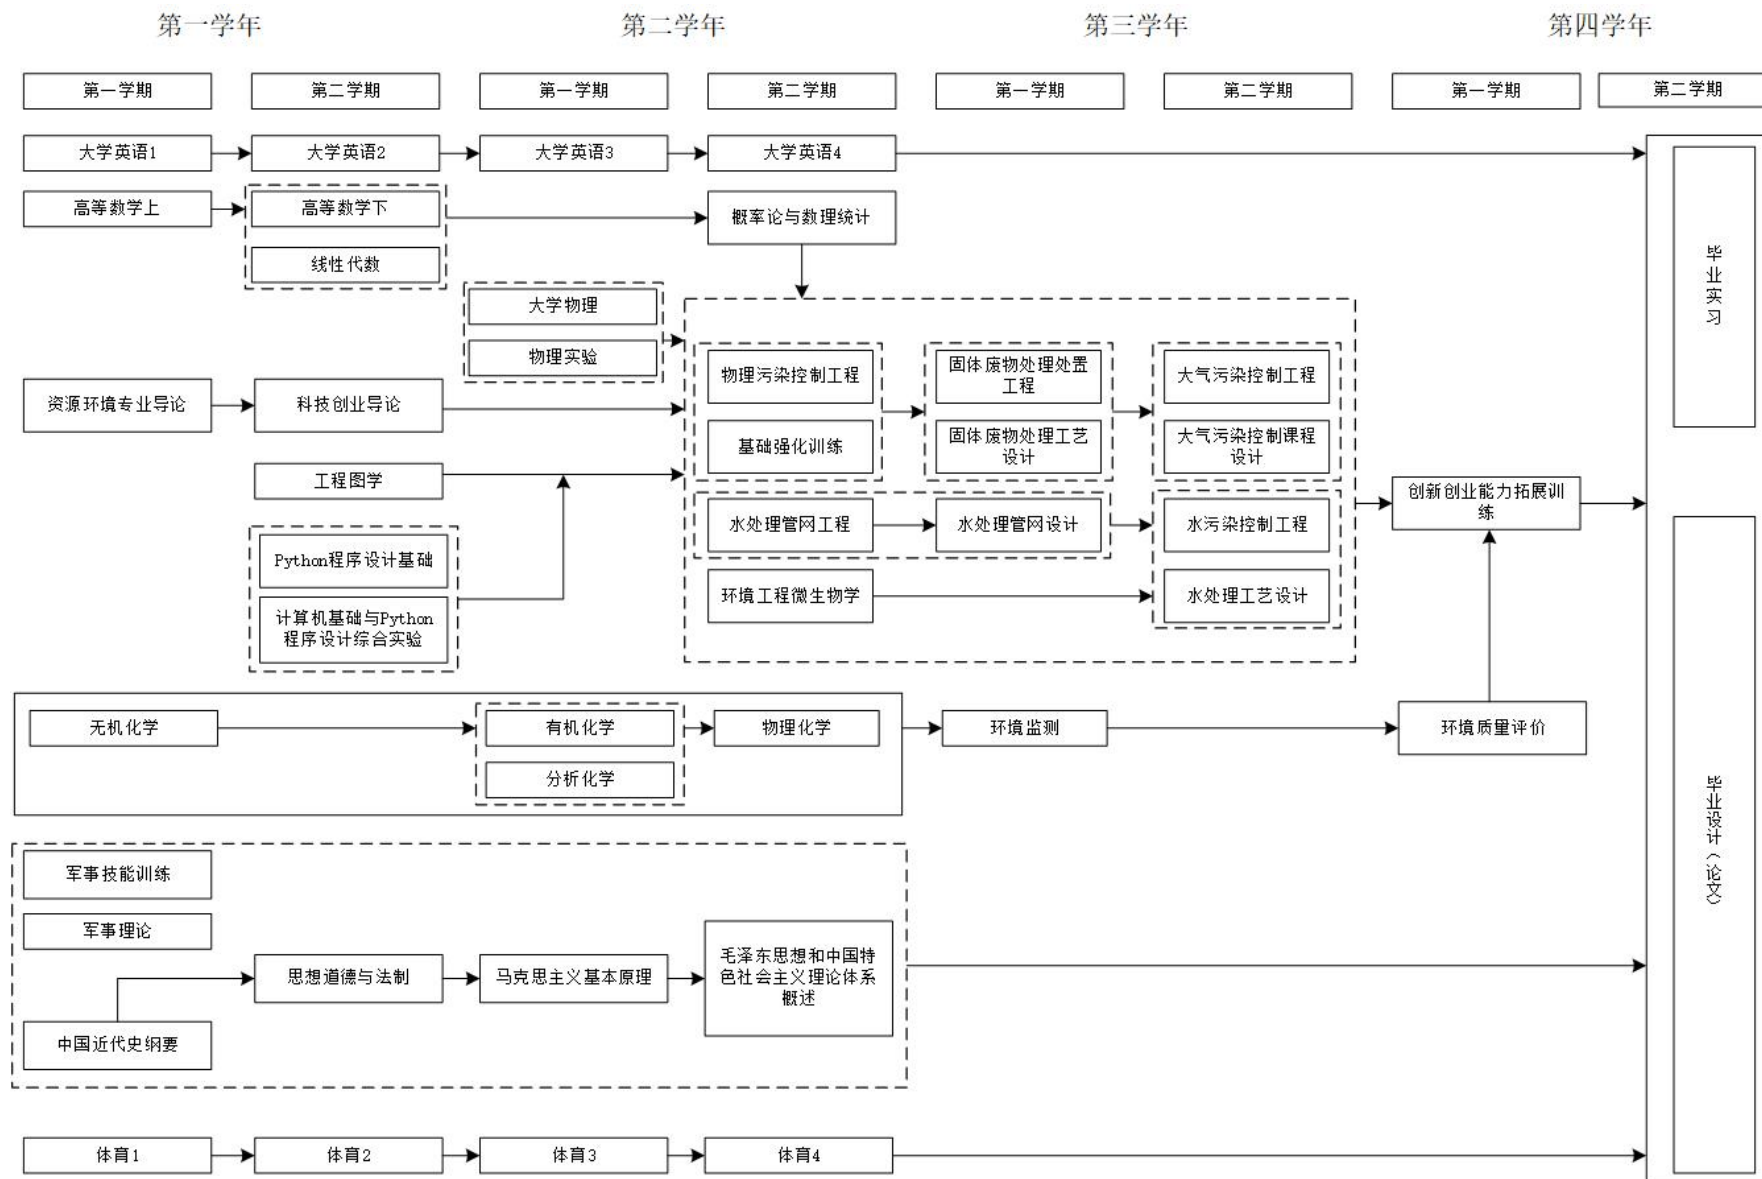 第一学年
第二学年
第三学年
第四学年
第一学期
第二学期
第一学期
第二学期
第一学期
第二学期
第一学期
第二学期
大学英语1
大学英语2
大学英语3
大学英语4
高等数学上
高等数学下
线性代数
概率论与数理统计
大学物理
物理实验
资源环境专业导论
科技创业导论
工程图学
Python程序设计基础
计算机基础与Python
程序设计综合实验
物理污染控制工程
基础强化训练
固体废物处理处置
工程
固体废物处理工艺
设计
大气污染控制工程
大气污染控制课程
设计
水处理管网工程
水处理管网设计
水污染控制工程
环境工程微生物学
水处理工艺设计
创新创业能力拓展训
练
无机化学
有机化学
分析化学
物理化学
环境监测
环境质量评价
军事技能训练
军事理论
中国近代史纲要
思想道德与法制
马克思主义基本原理
毛泽东思想和中国特
色社会主义理论体系
概述
体育1
体育2
体育3
体育4
毕业实习
毕业设计（论文）